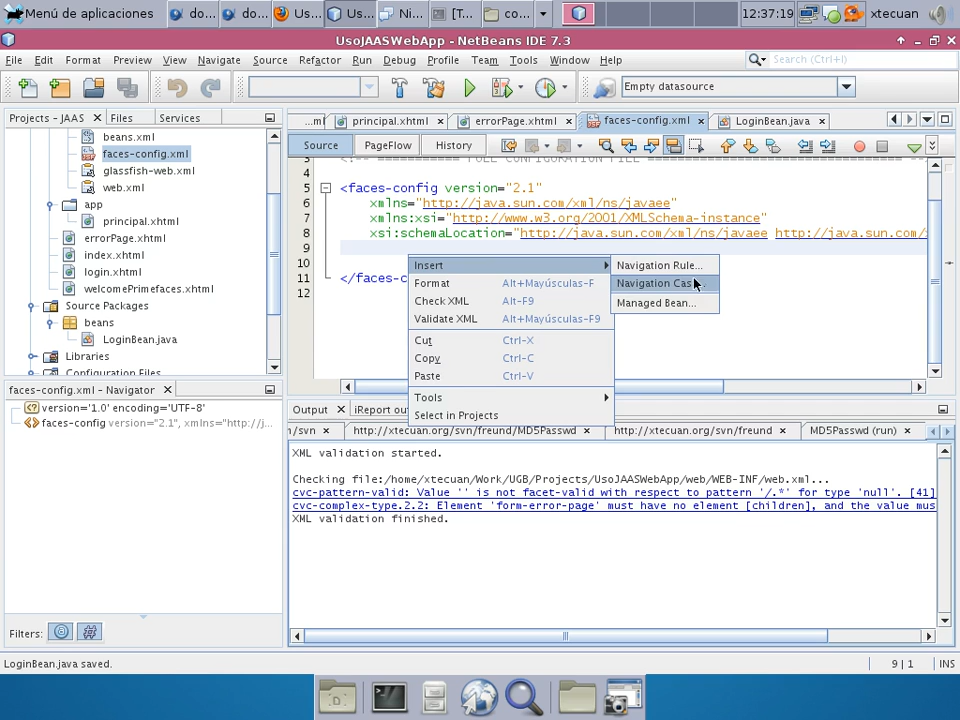 Menú de aplicaciones
do...
do...
Us...
Us...
Ni...
[T...
co...
12:37:19
xtecuan
UsoJAASWebApp - NetBeans IDE 7.3
File Edit Format Preview View Navigate Source Refactor Run Debug Profile Team Tools Window Help
Search (Ctrl+I)
Empty datasource
Projects – JAAS
Files
Services
...ml
principal.xhtml
errorPage.xhtml
faces-config.xml
LoginBean.java
Source
PageFlow
History
beans.xml
faces-config.xml
glassfish-web.xml
web.xml
app
principal.xhtml
errorPage.xhtml
index.xhtml
login.xhtml
welcomePrimefaces.xhtml
Source Packages
beans
LoginBean.java
Libraries
Configuration Files
3 <!-- =========== FULL CONFIGURATION FILE
4
5 <faces-config version="2.1"
6 xmlns="http://java.sun.com/xml/ns/javaee"
7 xmlns:xsi="http://www.w3.org/2001/XMLSchema-instance"
8 xsi:schemaLocation="http://java.sun.com/xml/ns/javaee http://java.sun.com/
9
10
11 </faces-c
12
Insert
Format Alt+Mayúsculas-F
Check XML Alt-F9
Validate XML Alt+Mayúsculas-F9
Cut Ctrl-X
Copy Ctrl-C
Paste Ctrl-V
Tools
Select in Projects
Navigation Rule...
Navigation Cas...
Managed Bean...
faces-config.xml – Navigator
version='1.0' encoding='UTF-8'
faces-config version="2.1", xmlns="http://j...
Filters:
Output
iReport ou
n/svn
http://xtecuan.org/svn/freund/MD5Passwd
http://xtecuan.org/svn/freund
MD5Passwd (run)
XML validation started.
Checking file:/home/xtecuan/Work/UGB/Projects/UsoJAASWebApp/web/WEB-INF/web.xml...
cvc-pattern-valid: Value '' is not facet-valid with respect to pattern '/.*' for type 'null'. [41]
cvc-complex-type.2.2: Element 'form-error-page' must have no element [children], and the value mus
XML validation finished.
LoginBean.java saved.
9 | 1
INS